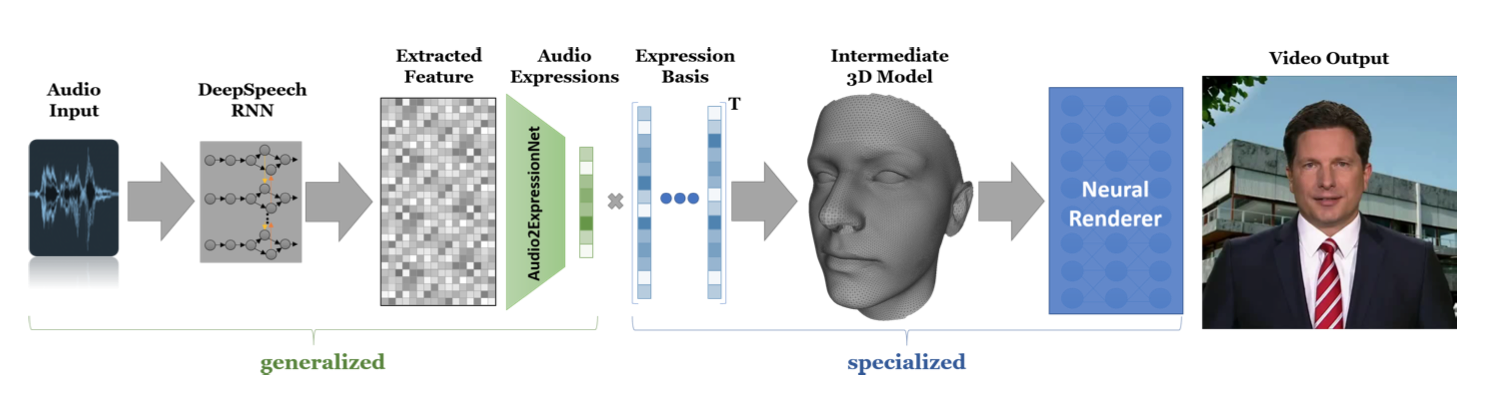 Audio
Input
DeepSpeech
RNN
Extracted
Feature
Audio2ExpressionNet
Audio
Expressions
Expression
Basis
T
Intermediate
3D Model
Neural
Renderer
Video Output
generalized
specialized